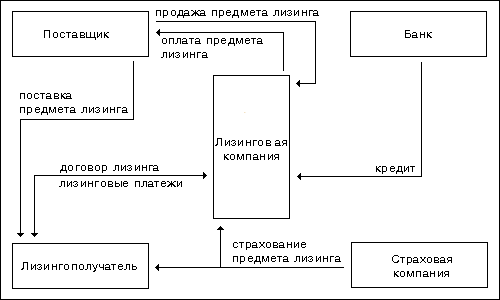 продажа предмета лизинга
Поставщик
оплата предмета
лизинга
Банк
поставка
предмета лизинга
Лизинговая
компания
договор лизинга
лизинговые платежи
кредит
страхование
предмета лизинга
Лизингополучатель
Страховая
компания